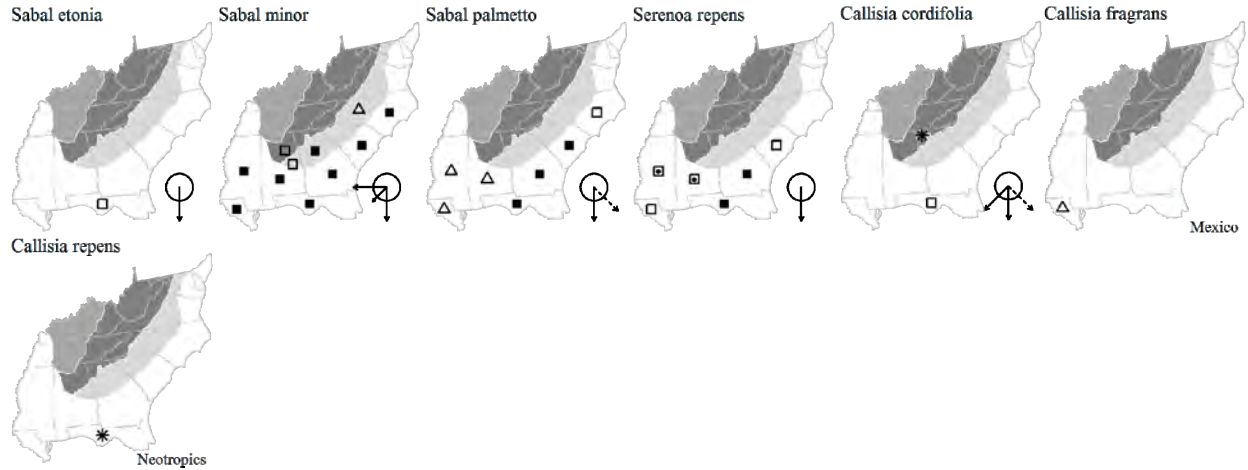 Sabal etonia
Sabal minor
Sabal palmetto
Serenoa repens
Callisia cordifolia
Callisia fragrans
Mexico
Callisia repens
Neotropics